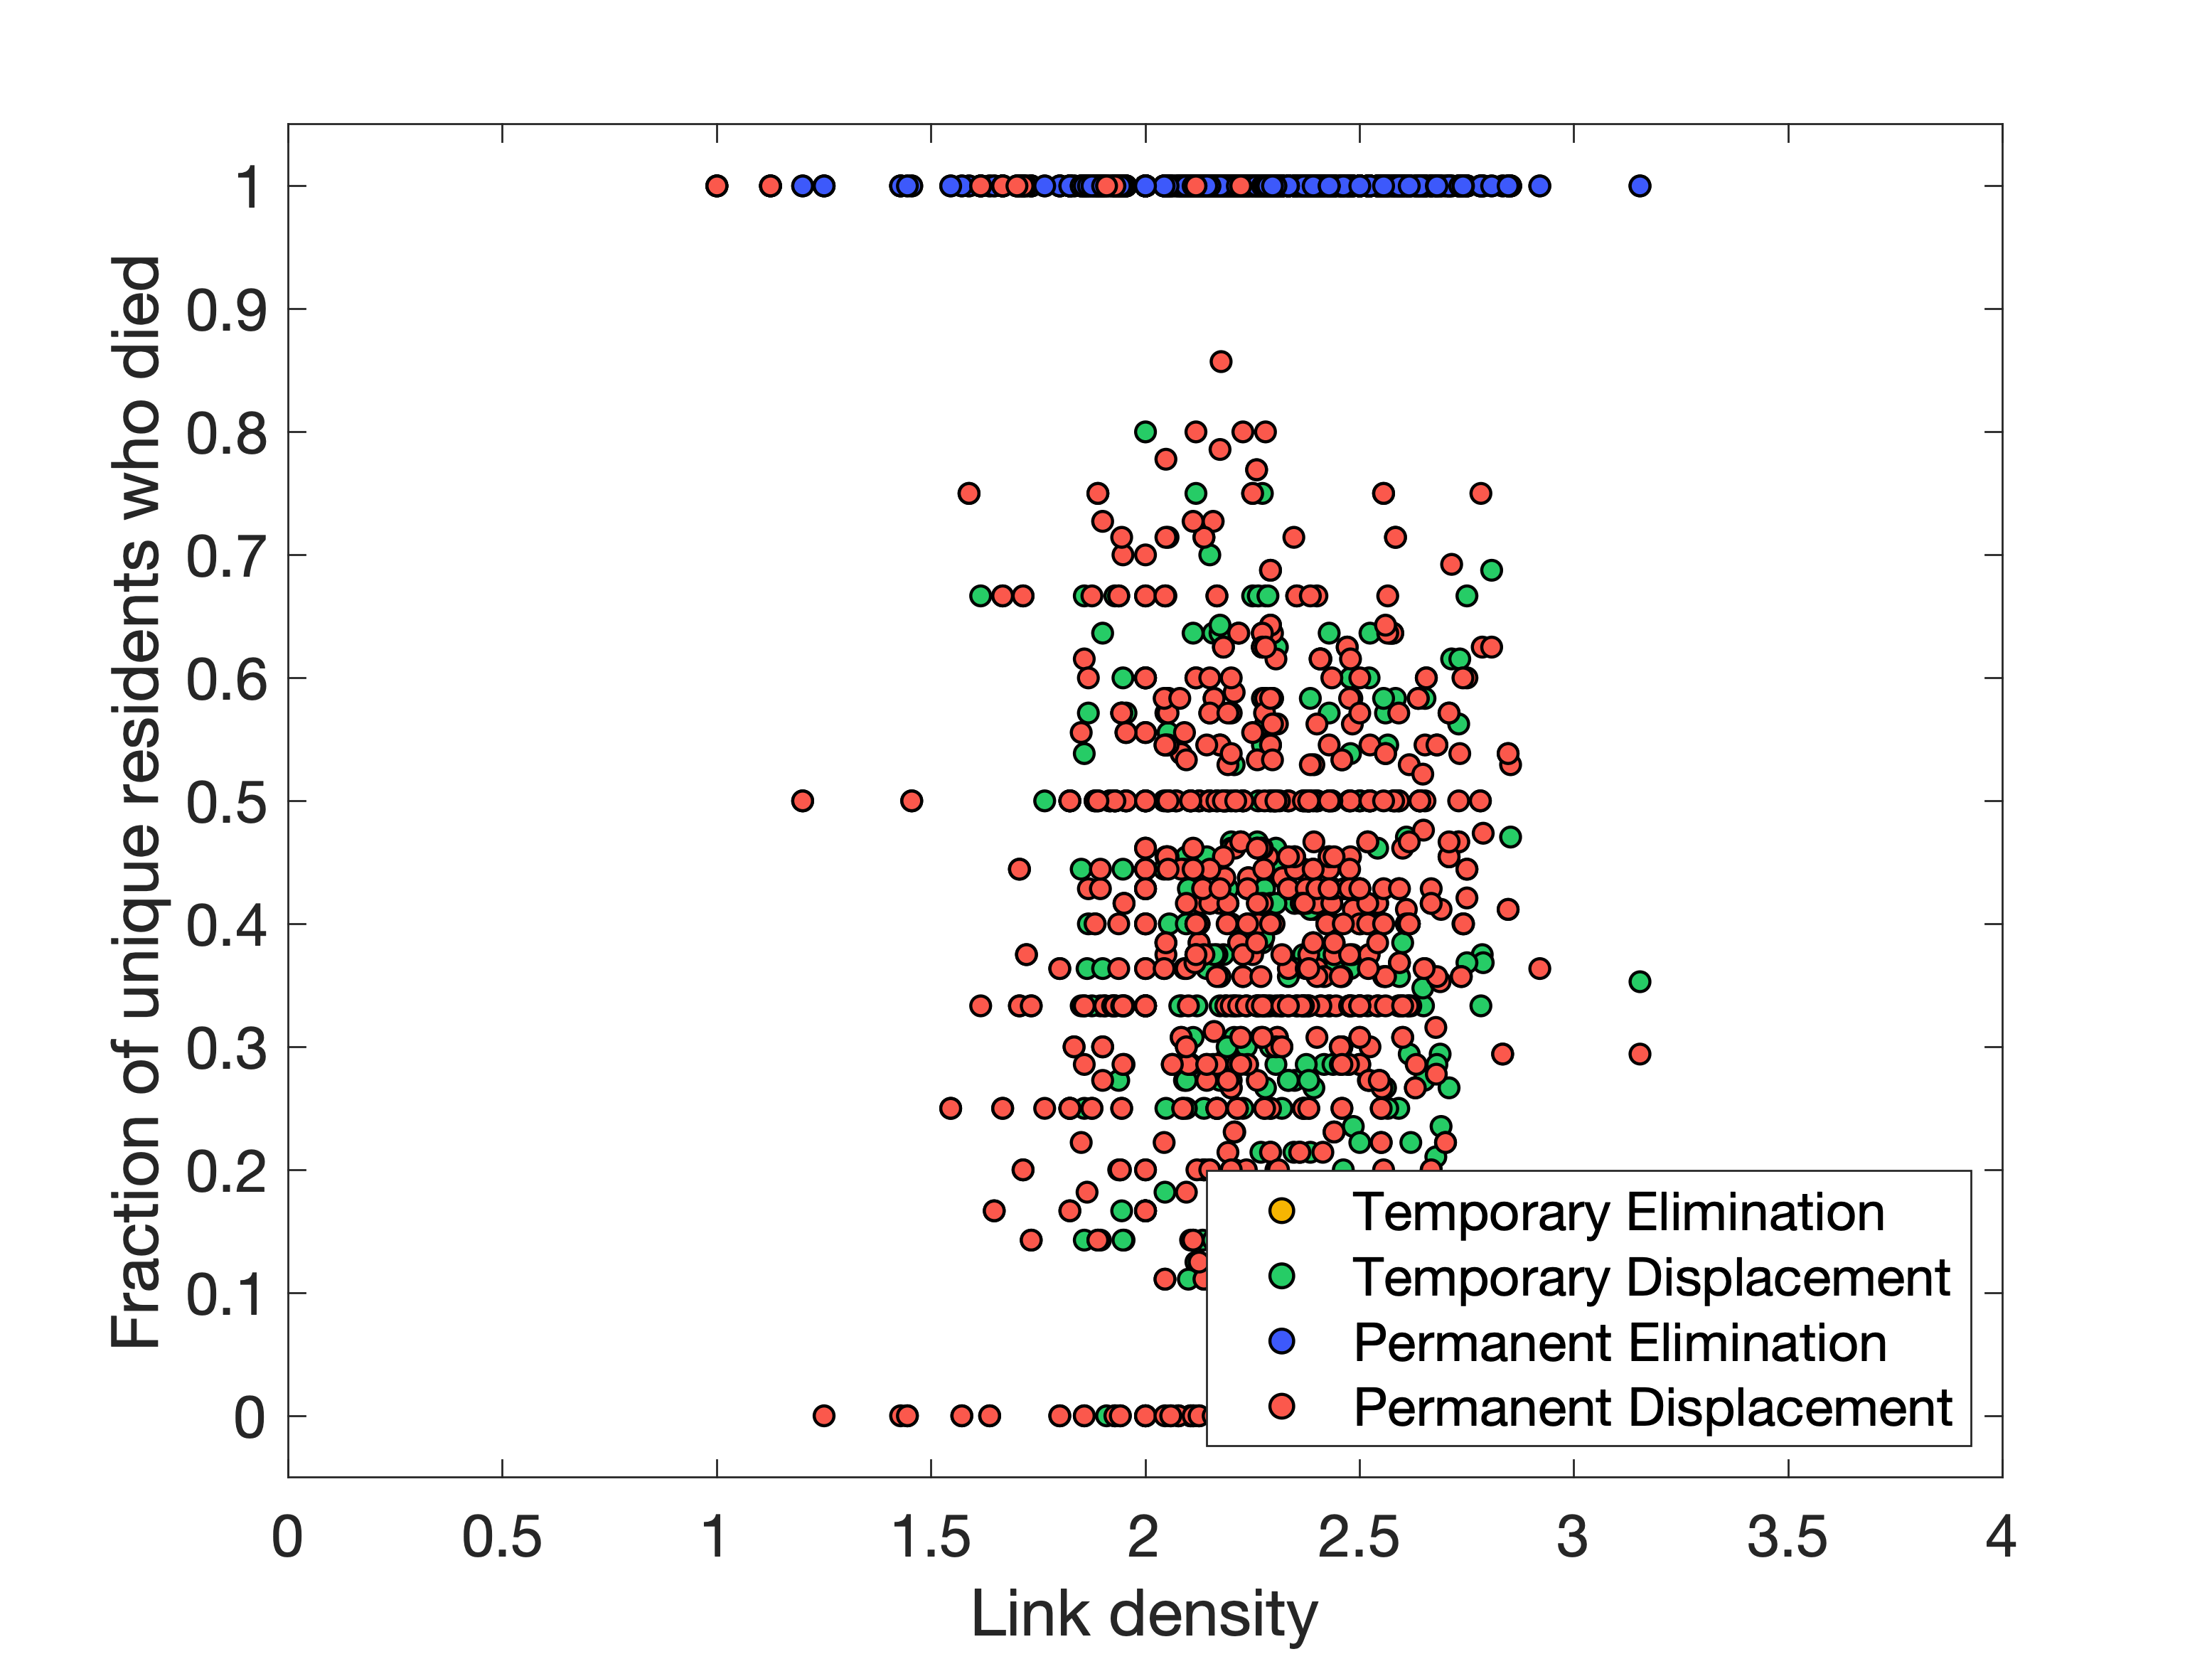 Fraction of unique residents who died
1
0.9
0.8
0.7
0.6
0.5
0.4
0.3
0.2
0.1
0
Temporary Elimination
Temporary Displacement
Permanent Elimination
Permanent Displacement
0 0.5 1 1.5 2 2.5 3 3.5 4
Link density